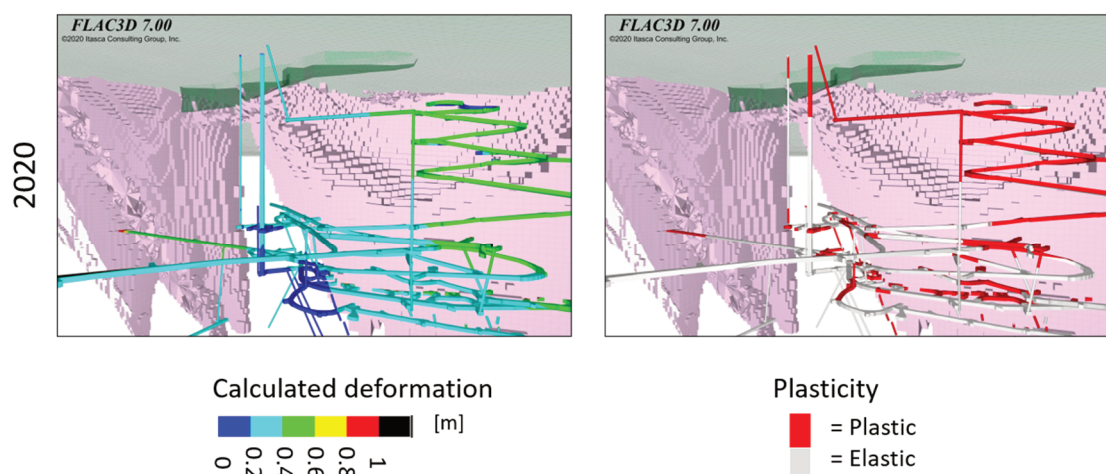 FLAC3D 7.00
©2020 Itasca Consulting Group, Inc.
FLAC3D 7.00
©2020 Itasca Consulting Group, Inc.
2020
Calculated deformation
[m]
0
0.2
0.4
0.6
0.8
1
Plasticity
= Plastic
= Elastic